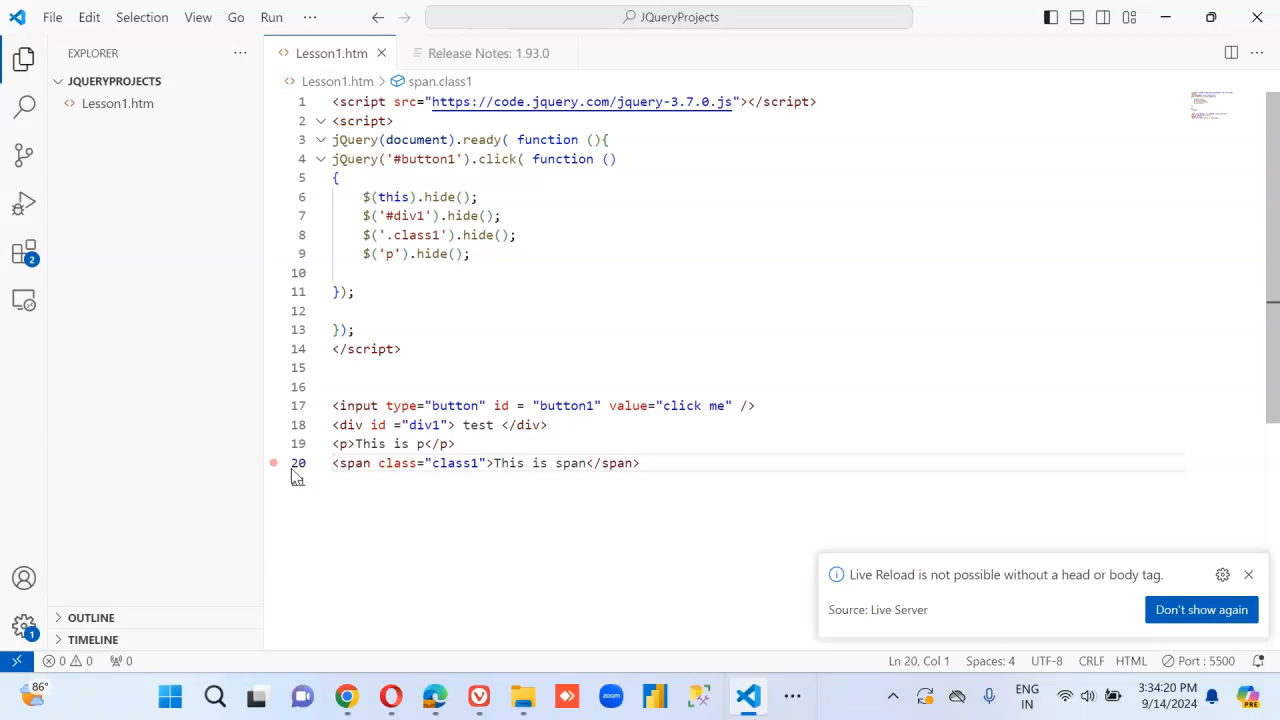 File Edit Selection View Go Run ··· JQueryProjects
EXPLORER ···
JQUERYPROJECTS
Lesson1.htm
Lesson1.htm Release Notes: 1.93.0 ···
Lesson1.htm > span.class1
1 <script src="https://code.jquery.com/jquery-3.7.0.js"></script>
2 <script>
3 jQuery(document).ready( function (){
4 jQuery('#button1').click( function ()
5 {
6 $(this).hide();
7 $('#div1').hide();
8 $('.class1').hide();
9 $('p').hide();
10
11 });
12
13 });
14 </script>
15
16
17 <input type="button" id = "button1" value="click me" />
18 <div id ="div1"> test </div>
19 <p>This is p</p>
20 <span class="class1">This is span</span>
2
1
Live Reload is not possible without a head or body tag.
Source: Live Server
Don't show again
OUTLINE
TIMELINE
0 0 0 Ln 20, Col 1 Spaces: 4 UTF-8 CRLF HTML Port : 5500
86°
zoom
ENG
IN
3:34:20 PM
9/14/2024
PRE